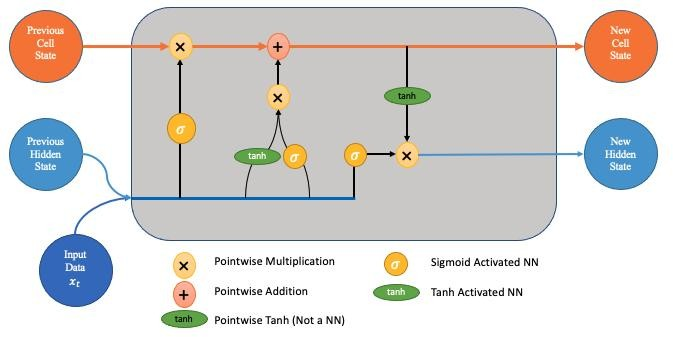 Previous
Cell
State
×
+
New
Cell
State
×
tanh
σ
Previous
Hidden
State
tanh
σ
σ
×
New
Hidden
State
Input
Data
xₜ
× Pointwise Multiplication
σ Sigmoid Activated NN
+ Pointwise Addition
tanh Tanh Activated NN
tanh Pointwise Tanh (Not a NN)